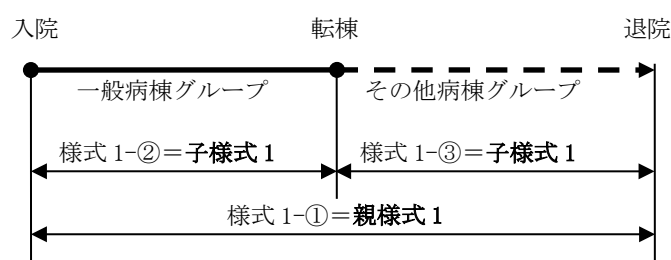 入院 転棟 退院
一般病棟グループ その他病棟グループ
様式 1-②＝子様式 1 様式 1-③＝子様式 1
様式 1-①＝親様式 1